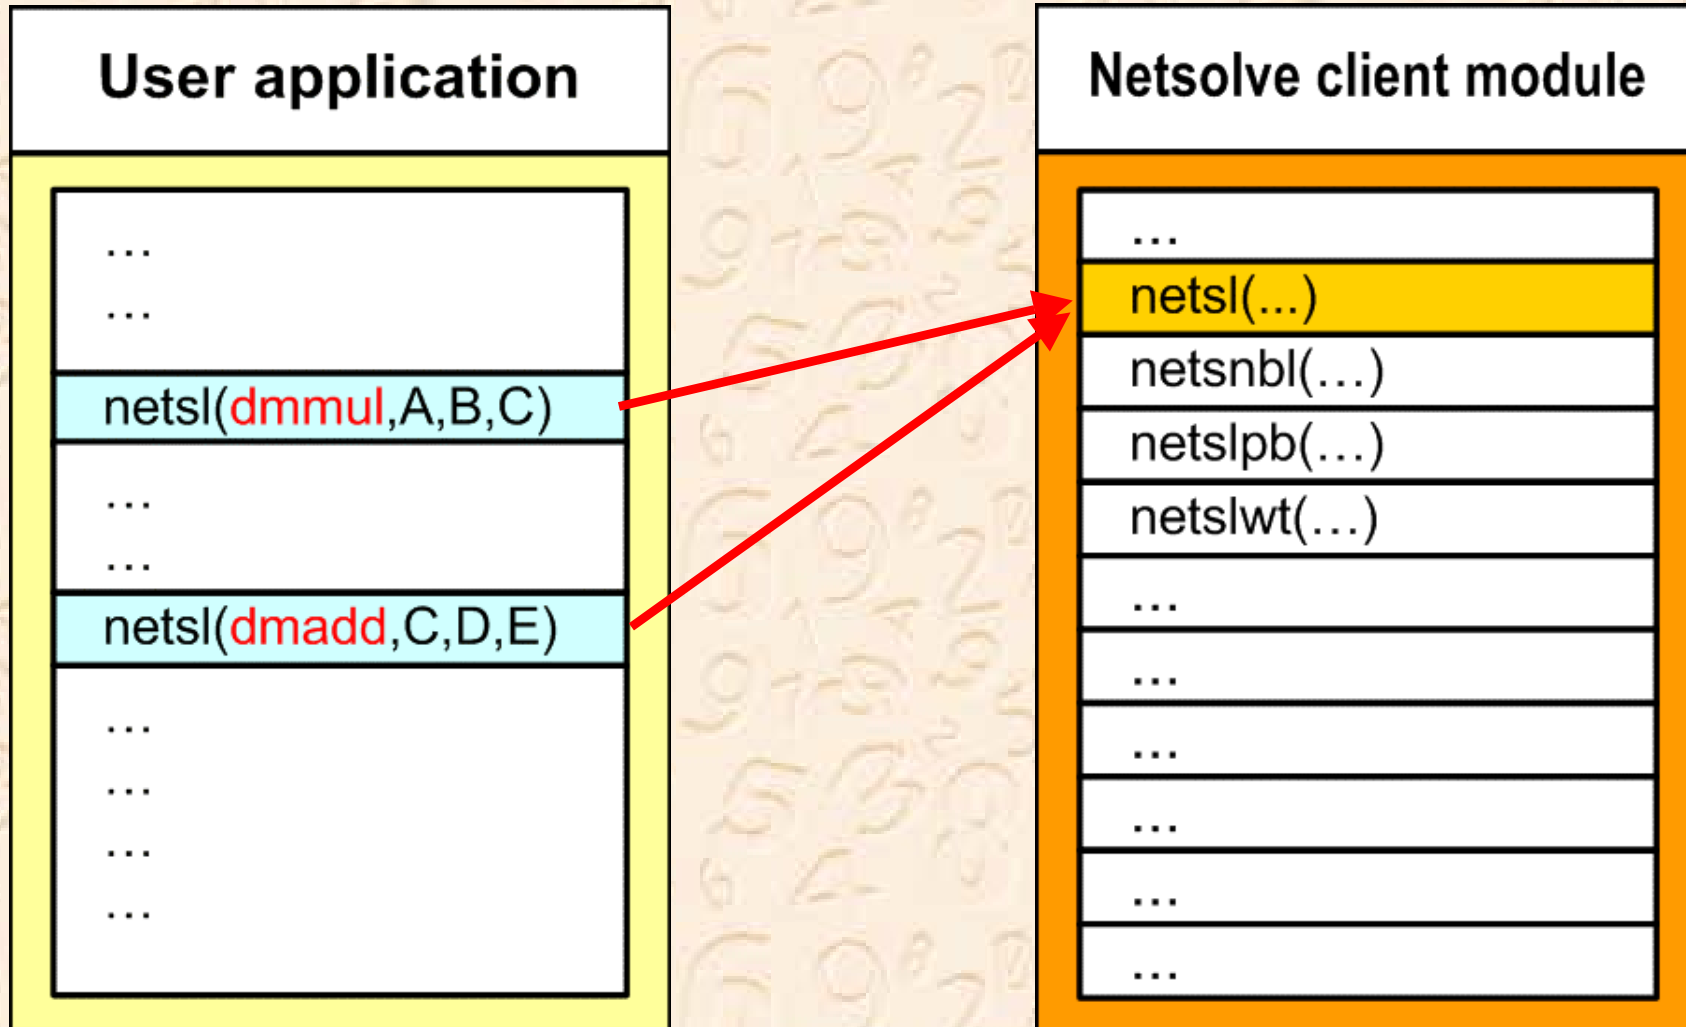 User application
…
…
netsl(dmmul,A,B,C)
…
…
netsl(dmadd,C,D,E)
…
…
…
…
Netsolve client module
…
netsl(...)
netsnbl(…)
netslpb(…)
netslwt(…)
…
…
…
…
…
…